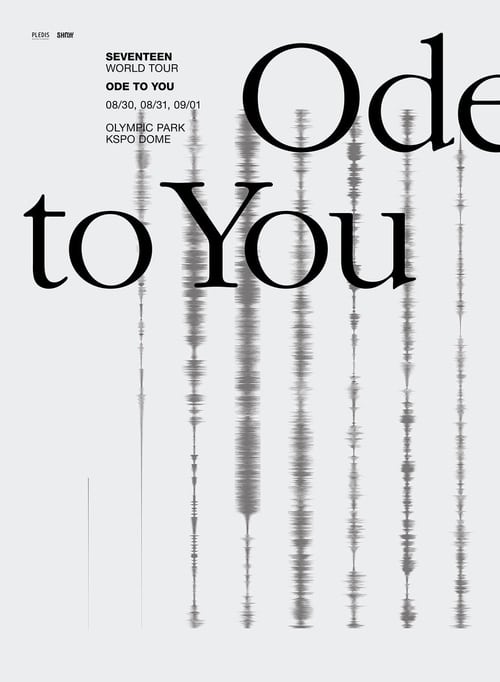 PLEDIS
SEVENTEEN
WORLD TOUR
ODE TO YOU
08/30, 08/31, 09/01
OLYMPIC PARK
KSPO DOME
Ode
to You